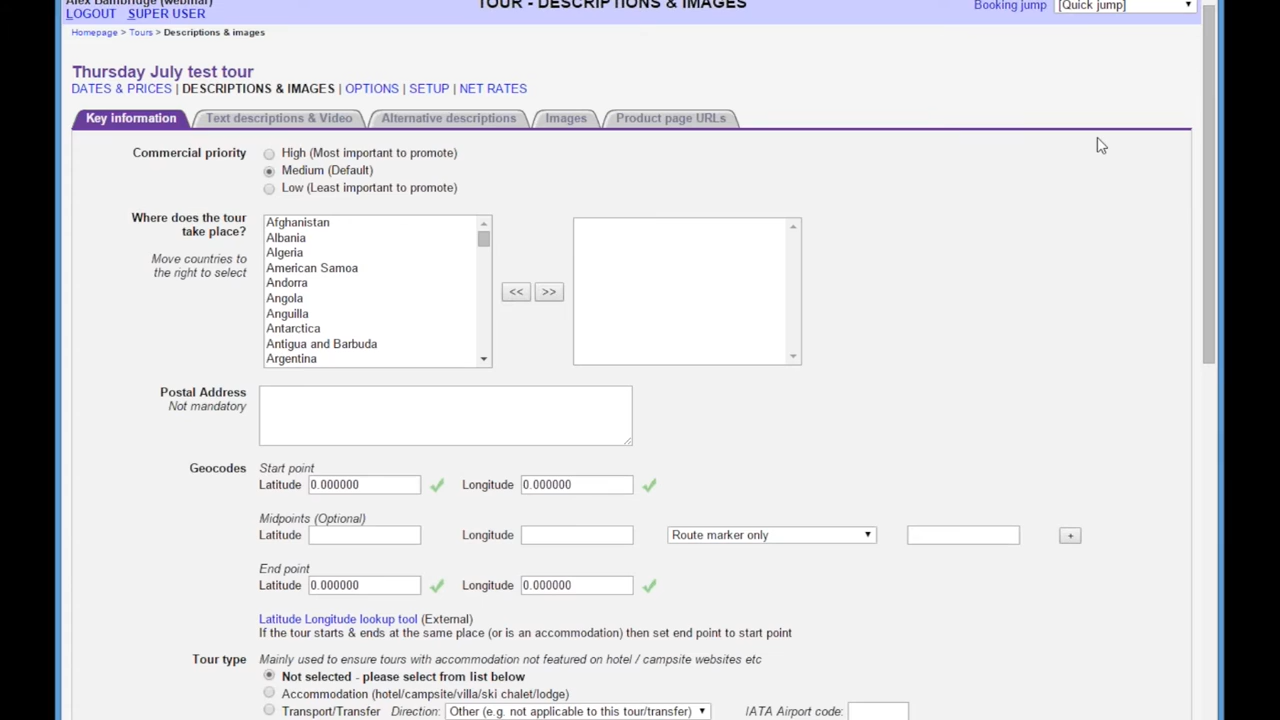 Alex Bambridge (webinar)
TOUR - DESCRIPTIONS & IMAGES
Booking jump [Quick jump]
LOGOUT SUPER USER
Homepage > Tours > Descriptions & images
Thursday July test tour
DATES & PRICES | DESCRIPTIONS & IMAGES | OPTIONS | SETUP | NET RATES
Key information Text descriptions & Video Alternative descriptions Images Product page URLs
Commercial priority High (Most important to promote)
Medium (Default)
Low (Least important to promote)
Where does the tour take place?
Move countries to the right to select
Afghanistan
Albania
Algeria
American Samoa
Andorra
Angola
Anguilla
Antarctica
Antigua and Barbuda
Argentina
<< >>
Postal Address
Not mandatory
Geocodes Start point
Latitude 0.000000 Longitude 0.000000
Midpoints (Optional)
Latitude Longitude Route marker only +
End point
Latitude 0.000000 Longitude 0.000000
Latitude Longitude lookup tool (External)
If the tour starts & ends at the same place (or is an accommodation) then set end point to start point
Tour type Mainly used to ensure tours with accommodation not featured on hotel / campsite websites etc
Not selected - please select from list below
Accommodation (hotel/campsite/villa/ski chalet/lodge)
Transport/Transfer Direction: Other (e.g. not applicable to this tour/transfer) IATA Airport code: